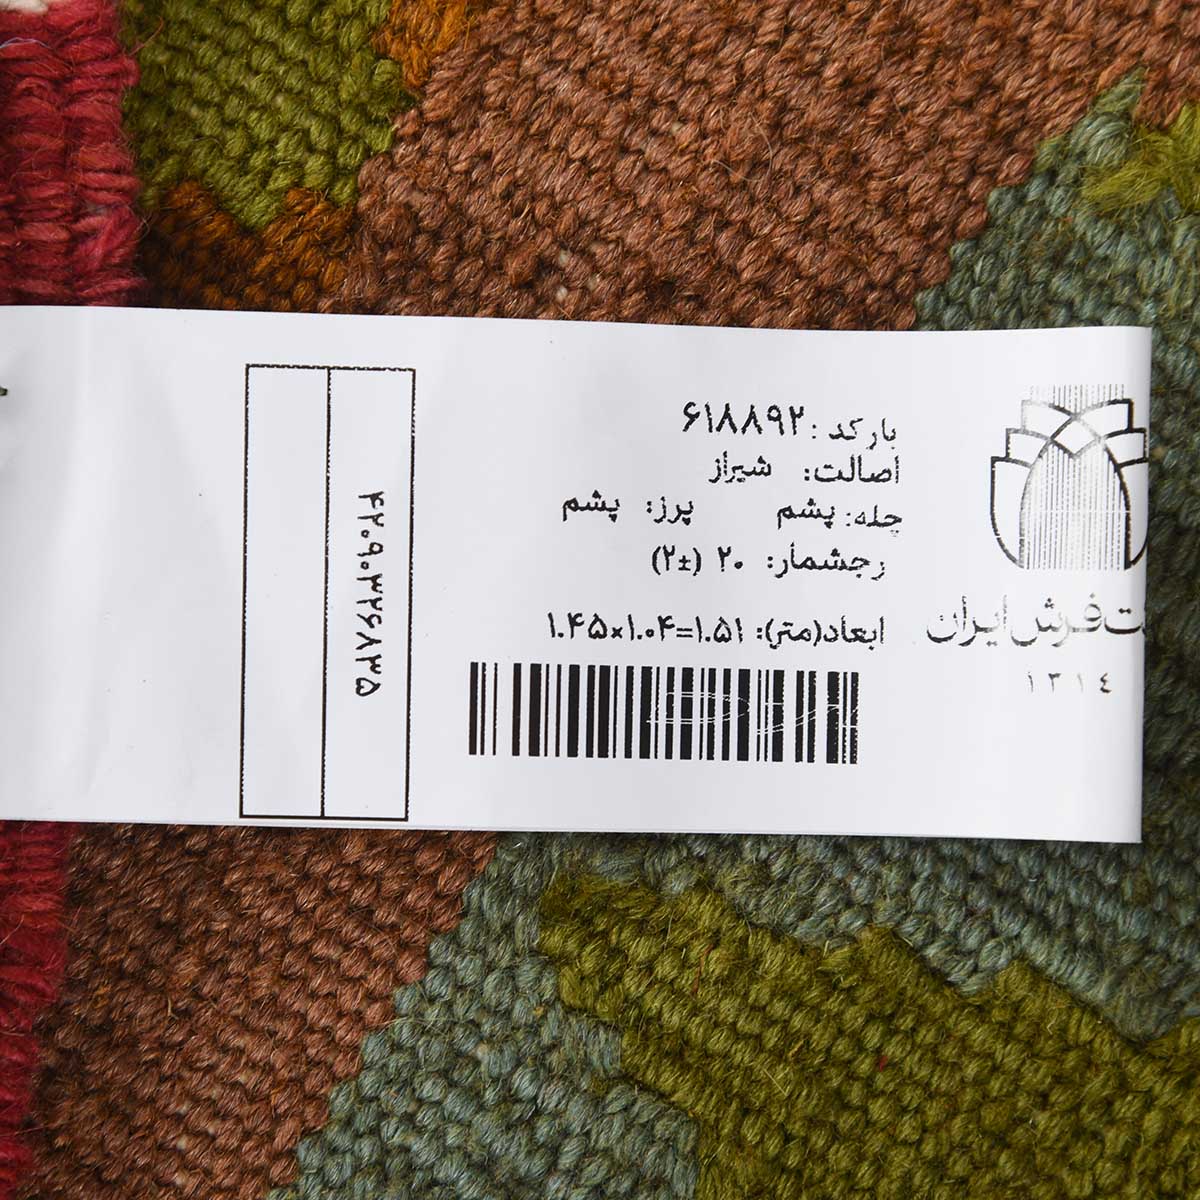 بارکد: ۶۱۸۸۹۲
اصالت: شیراز
چله: پشم پرز: پشم
رجشمار: ۲۰ (±۲)
ابعاد(متر): ۱.۴۵×۱.۰۴=۱.۵۱
فرش ایران
۱۳۱٤
۴۲۰۹۰۳۲۶۸۳۵